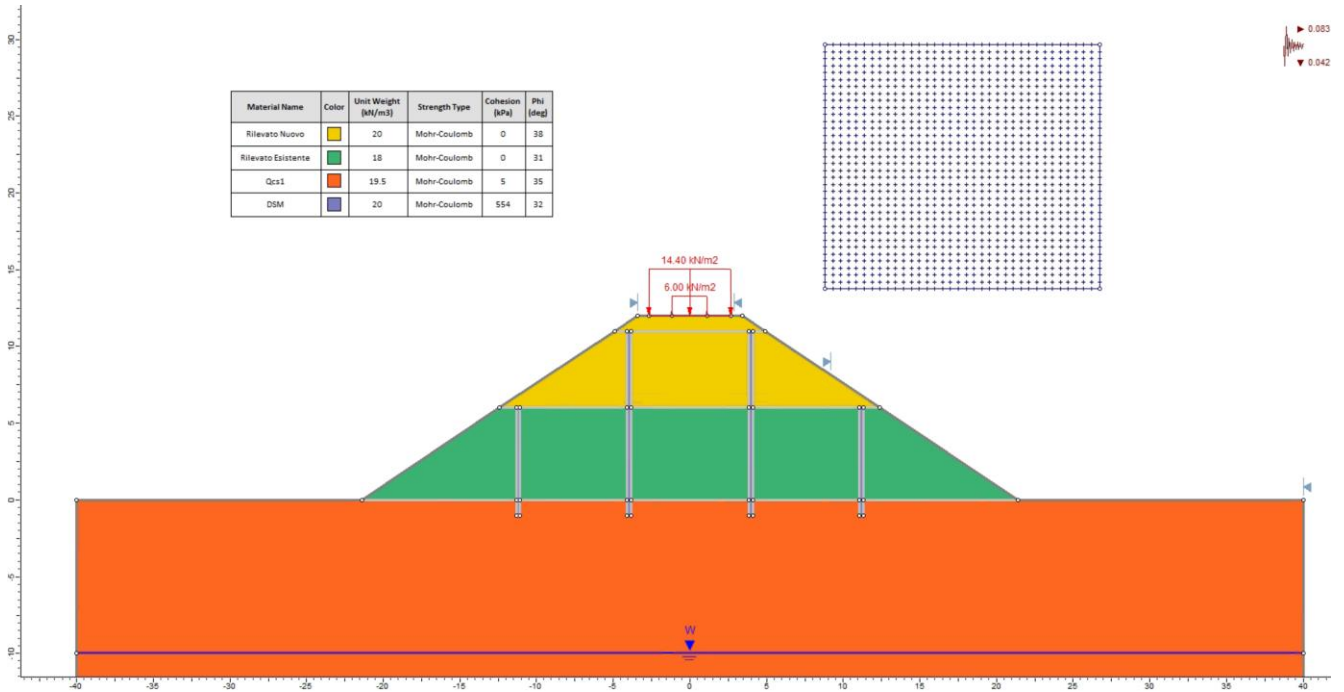 0.083
0.042
Material Name Color Unit Weight (kN/m3) Strength Type Cohesion (kPa) Phi (deg)
Rilevato Nuovo 20 Mohr-Coulomb 0 38
Rilevato Esistente 18 Mohr-Coulomb 0 31
Qcs1 19.5 Mohr-Coulomb 5 35
DSM 20 Mohr-Coulomb 554 32
14.40 kN/m2
6.00 kN/m2
W
30
25
20
15
10
5
0
-5
-10
-40 -35 -30 -25 -20 -15 -10 -5 0 5 10 15 20 25 30 35 40